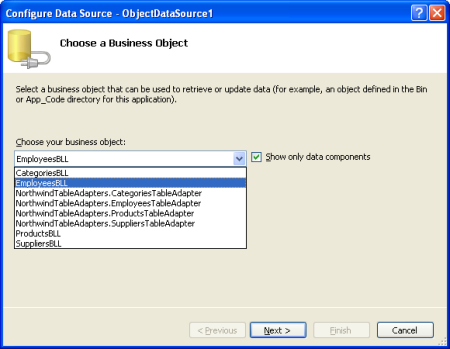 Configure Data Source - ObjectDataSource1
Choose a Business Object
Select a business object that can be used to retrieve or update data (for example, an object defined in the Bin
or App_Code directory for this application).
Choose your business object:
EmployeesBLL
Show only data components
CategoriesBLL
EmployeesBLL
NorthwindTableAdapters.CategoriesTableAdapter
NorthwindTableAdapters.EmployeesTableAdapter
NorthwindTableAdapters.ProductsTableAdapter
NorthwindTableAdapters.SuppliersTableAdapter
ProductsBLL
SuppliersBLL
< Previous
Next >
Finish
Cancel